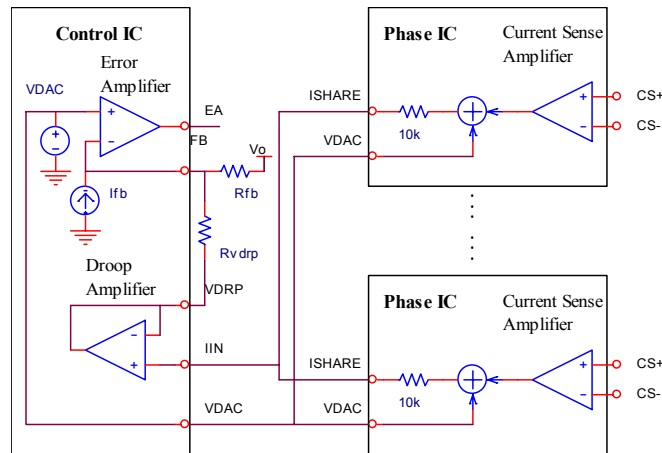 Control IC
Error
Amplifier
VDAC
+
-
EA
FB
Vo
Ifb
Rfb
Rvdrp
Droop
Amplifier
VDRP
-
+
IIN
VDAC
Phase IC
Current Sense
Amplifier
ISHARE
10k
VDAC
+
-
CS+
CS-
Phase IC
Current Sense
Amplifier
ISHARE
10k
VDAC
+
-
CS+
CS-